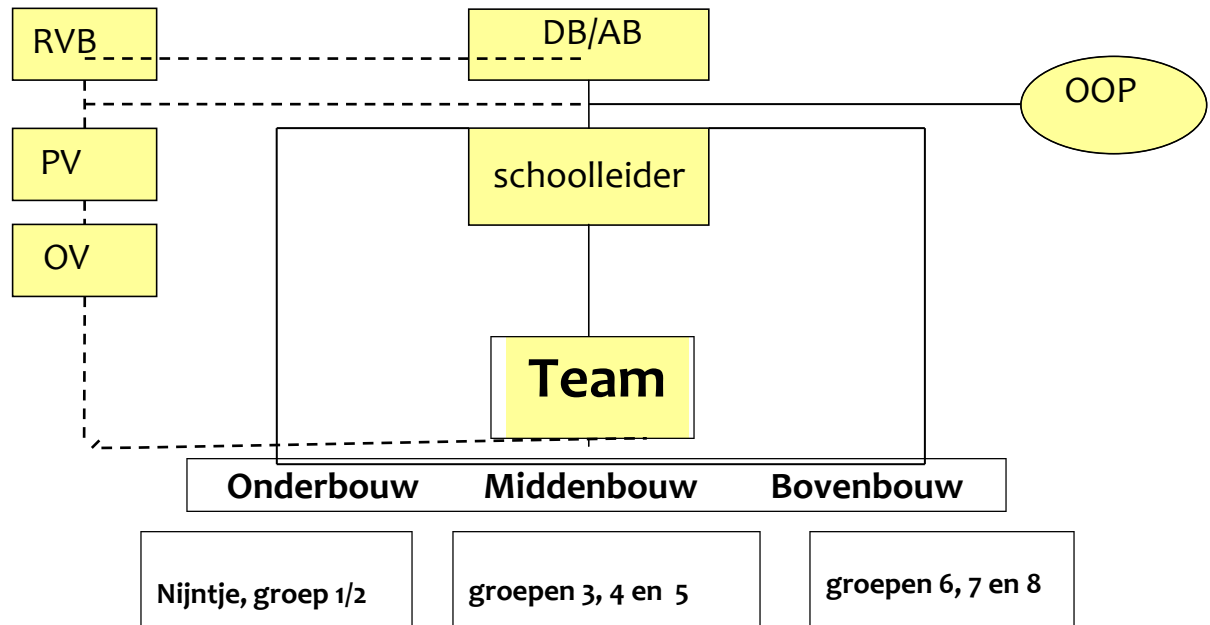 RVB
DB/AB
OOP
PV
schoolleider
OV
Team
Onderbouw Middenbouw Bovenbouw
Nijntje, groep 1/2
groepen 3, 4 en 5
groepen 6, 7 en 8